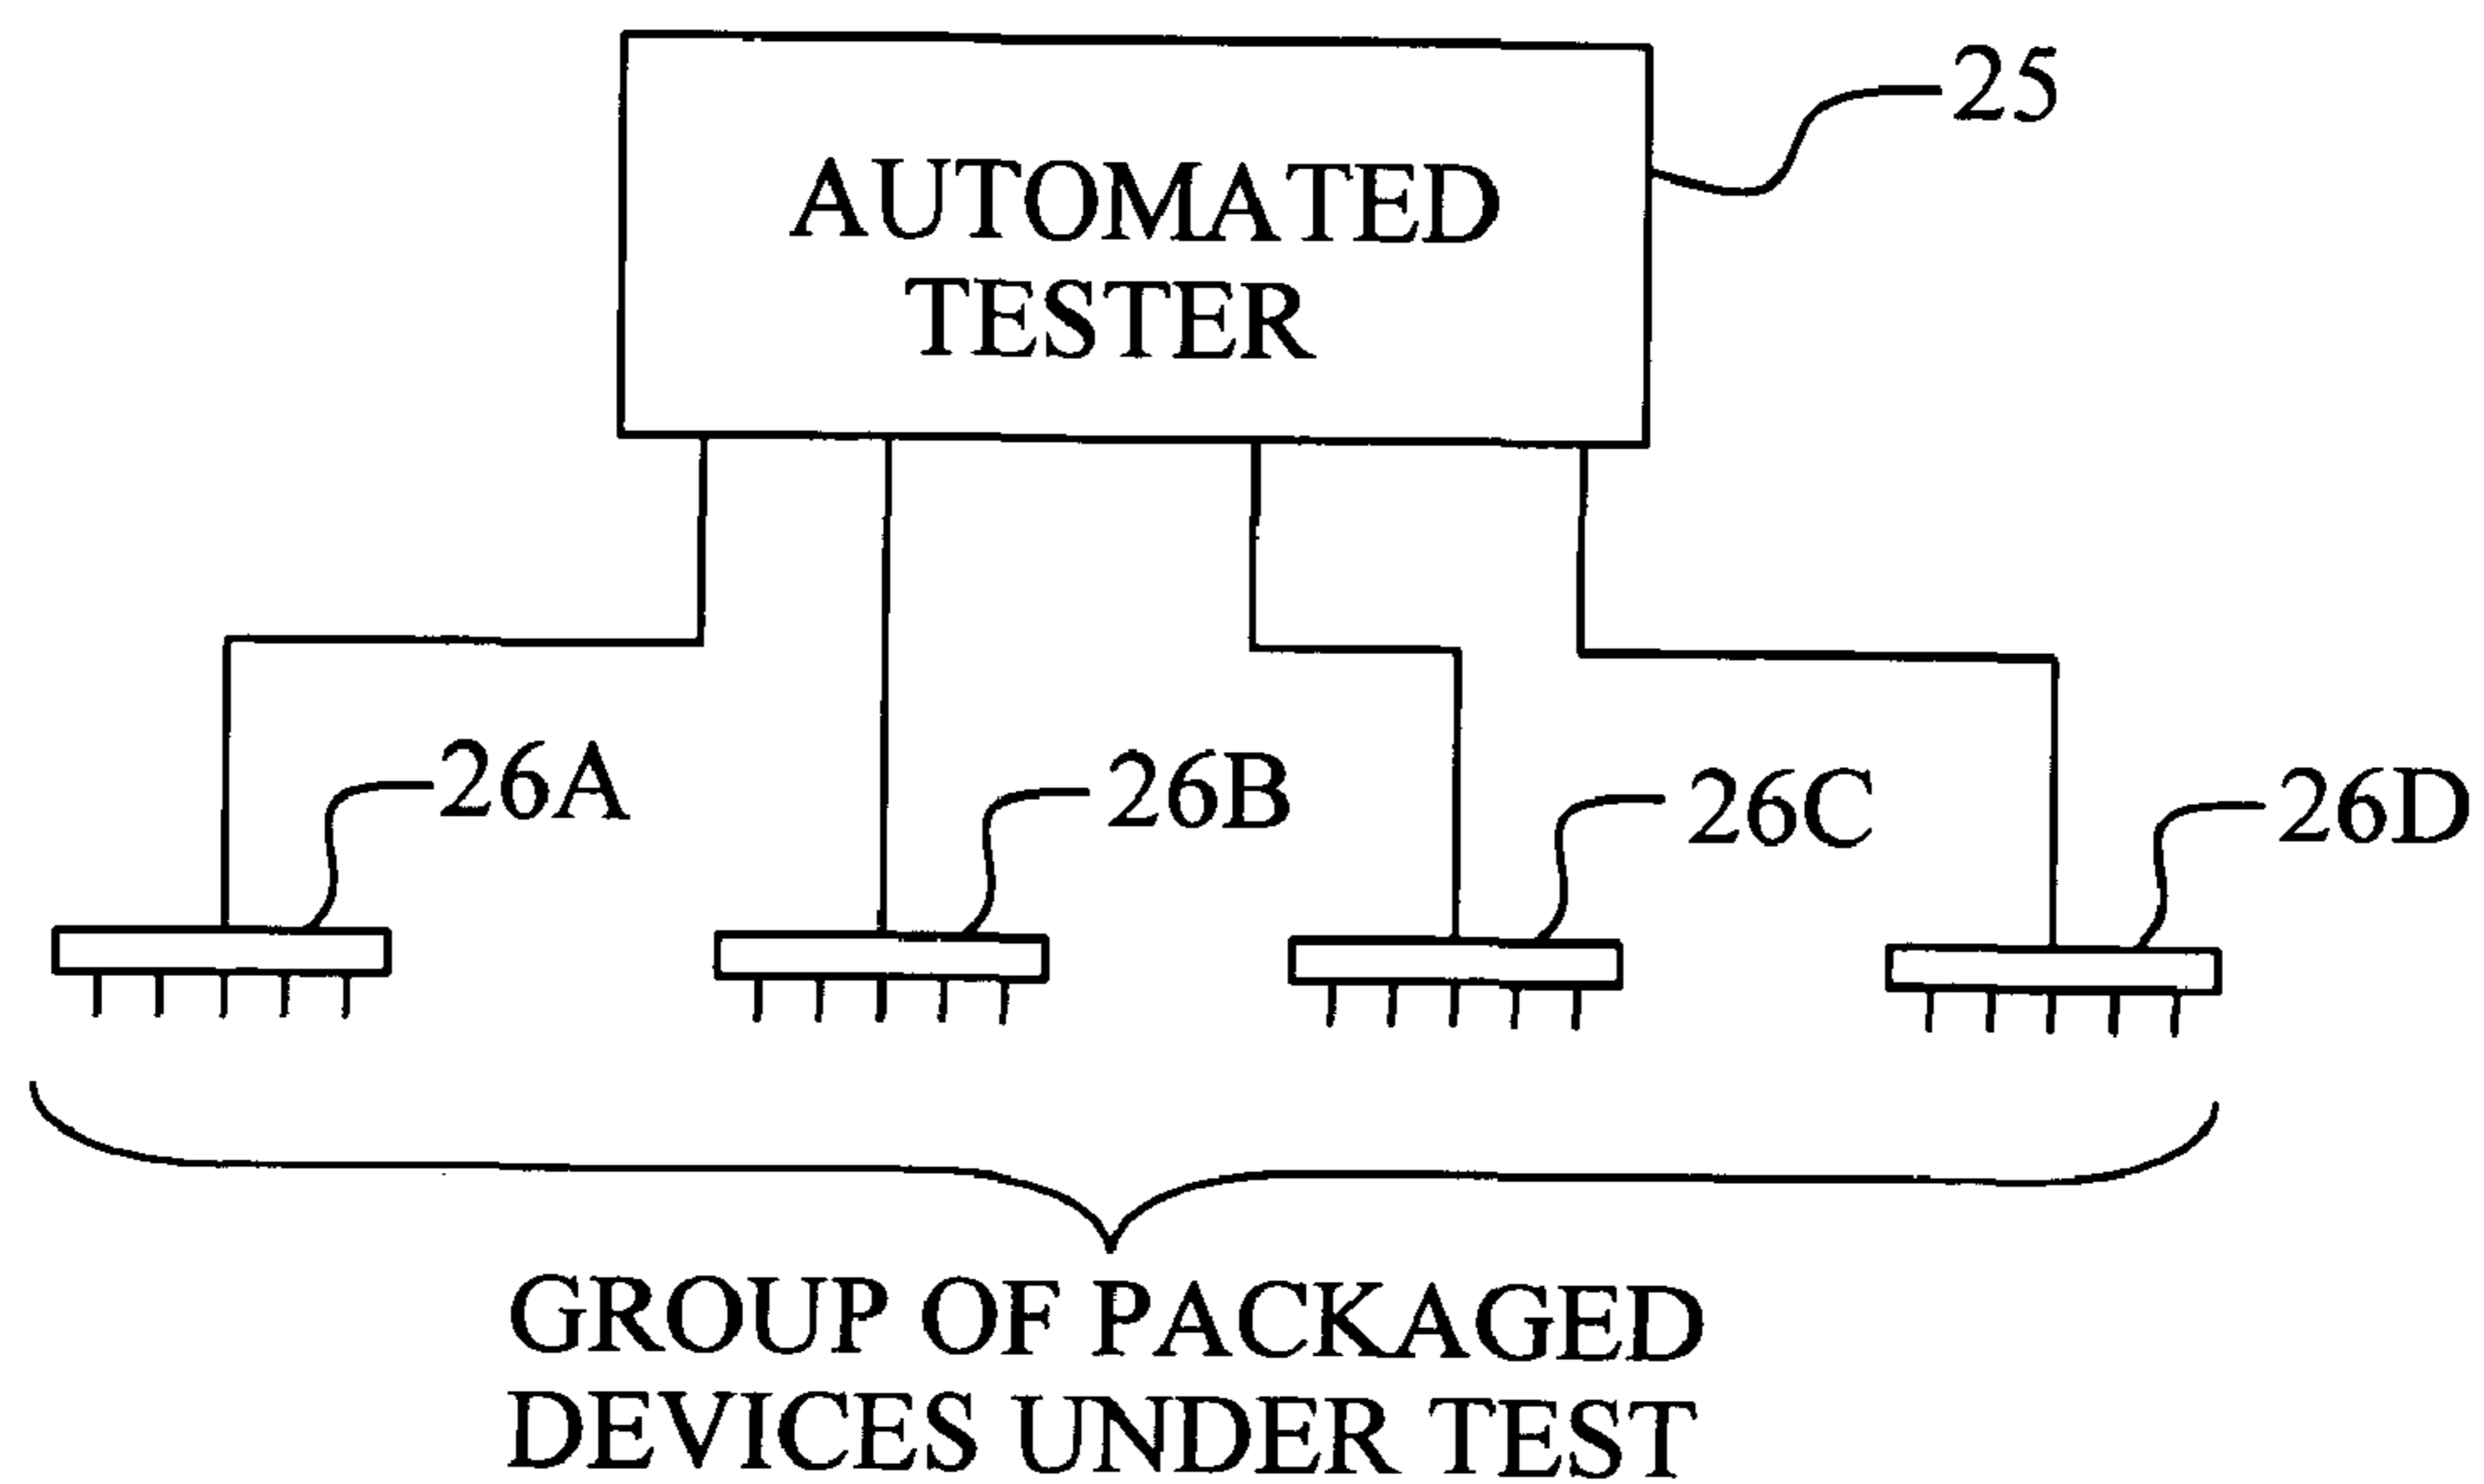 25
AUTOMATED
TESTER
26A
26B
26C
26D
GROUP OF PACKAGED
DEVICES UNDER TEST